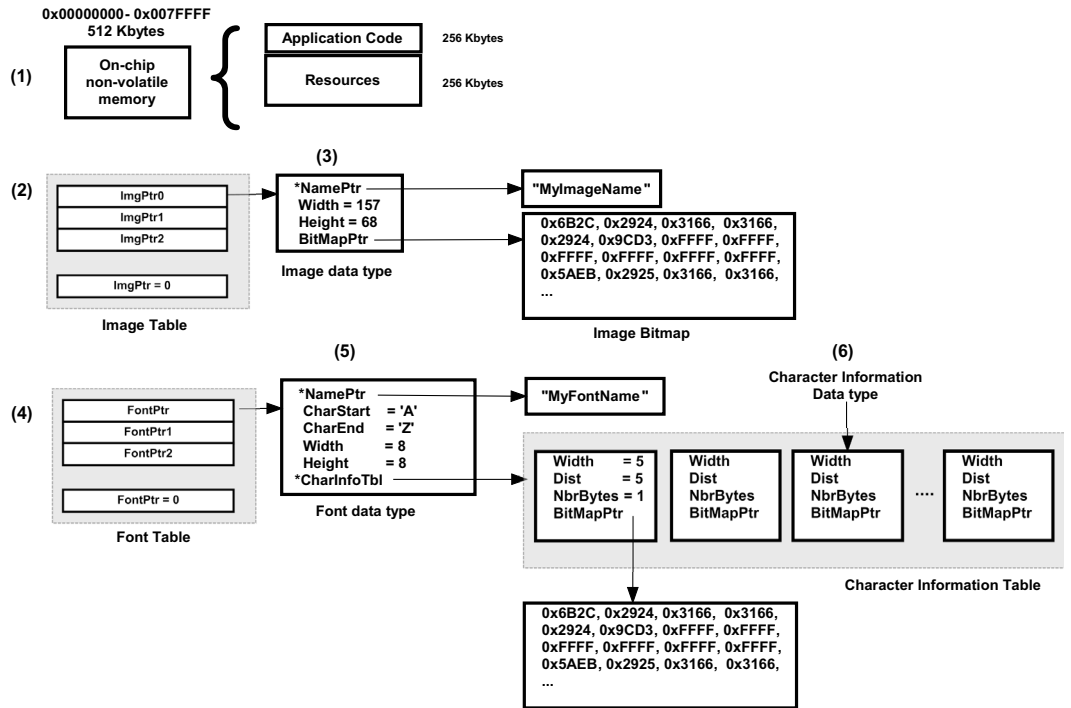 0x00000000- 0x007FFFF
512 Kbytes
(1)
On-chip
non-volatile
memory
Application Code
256 Kbytes
Resources
256 Kbytes
(2)
ImgPtr0
ImgPtr1
ImgPtr2
ImgPtr = 0
Image Table
(3)
*NamePtr
Width = 157
Height = 68
BitMapPtr
Image data type
"MyImageName"
0x6B2C, 0x2924, 0x3166, 0x3166,
0x2924, 0x9CD3, 0xFFFF, 0xFFFF,
0xFFFF, 0xFFFF, 0xFFFF, 0xFFFF,
0x5AEB, 0x2925, 0x3166, 0x3166,
...
Image Bitmap
(4)
FontPtr
FontPtr1
FontPtr2
FontPtr = 0
Font Table
(5)
*NamePtr
CharStart = 'A'
CharEnd = 'Z'
Width = 8
Height = 8
*CharInfoTbl
Font data type
"MyFontName"
(6)
Character Information
Data type
Width = 5
Dist = 5
NbrBytes = 1
BitMapPtr
Width
Dist
NbrBytes
BitMapPtr
Width
Dist
NbrBytes
BitMapPtr
....
Width
Dist
NbrBytes
BitMapPtr
Character Information Table
0x6B2C, 0x2924, 0x3166, 0x3166,
0x2924, 0x9CD3, 0xFFFF, 0xFFFF,
0xFFFF, 0xFFFF, 0xFFFF, 0xFFFF,
0x5AEB, 0x2925, 0x3166, 0x3166,
...